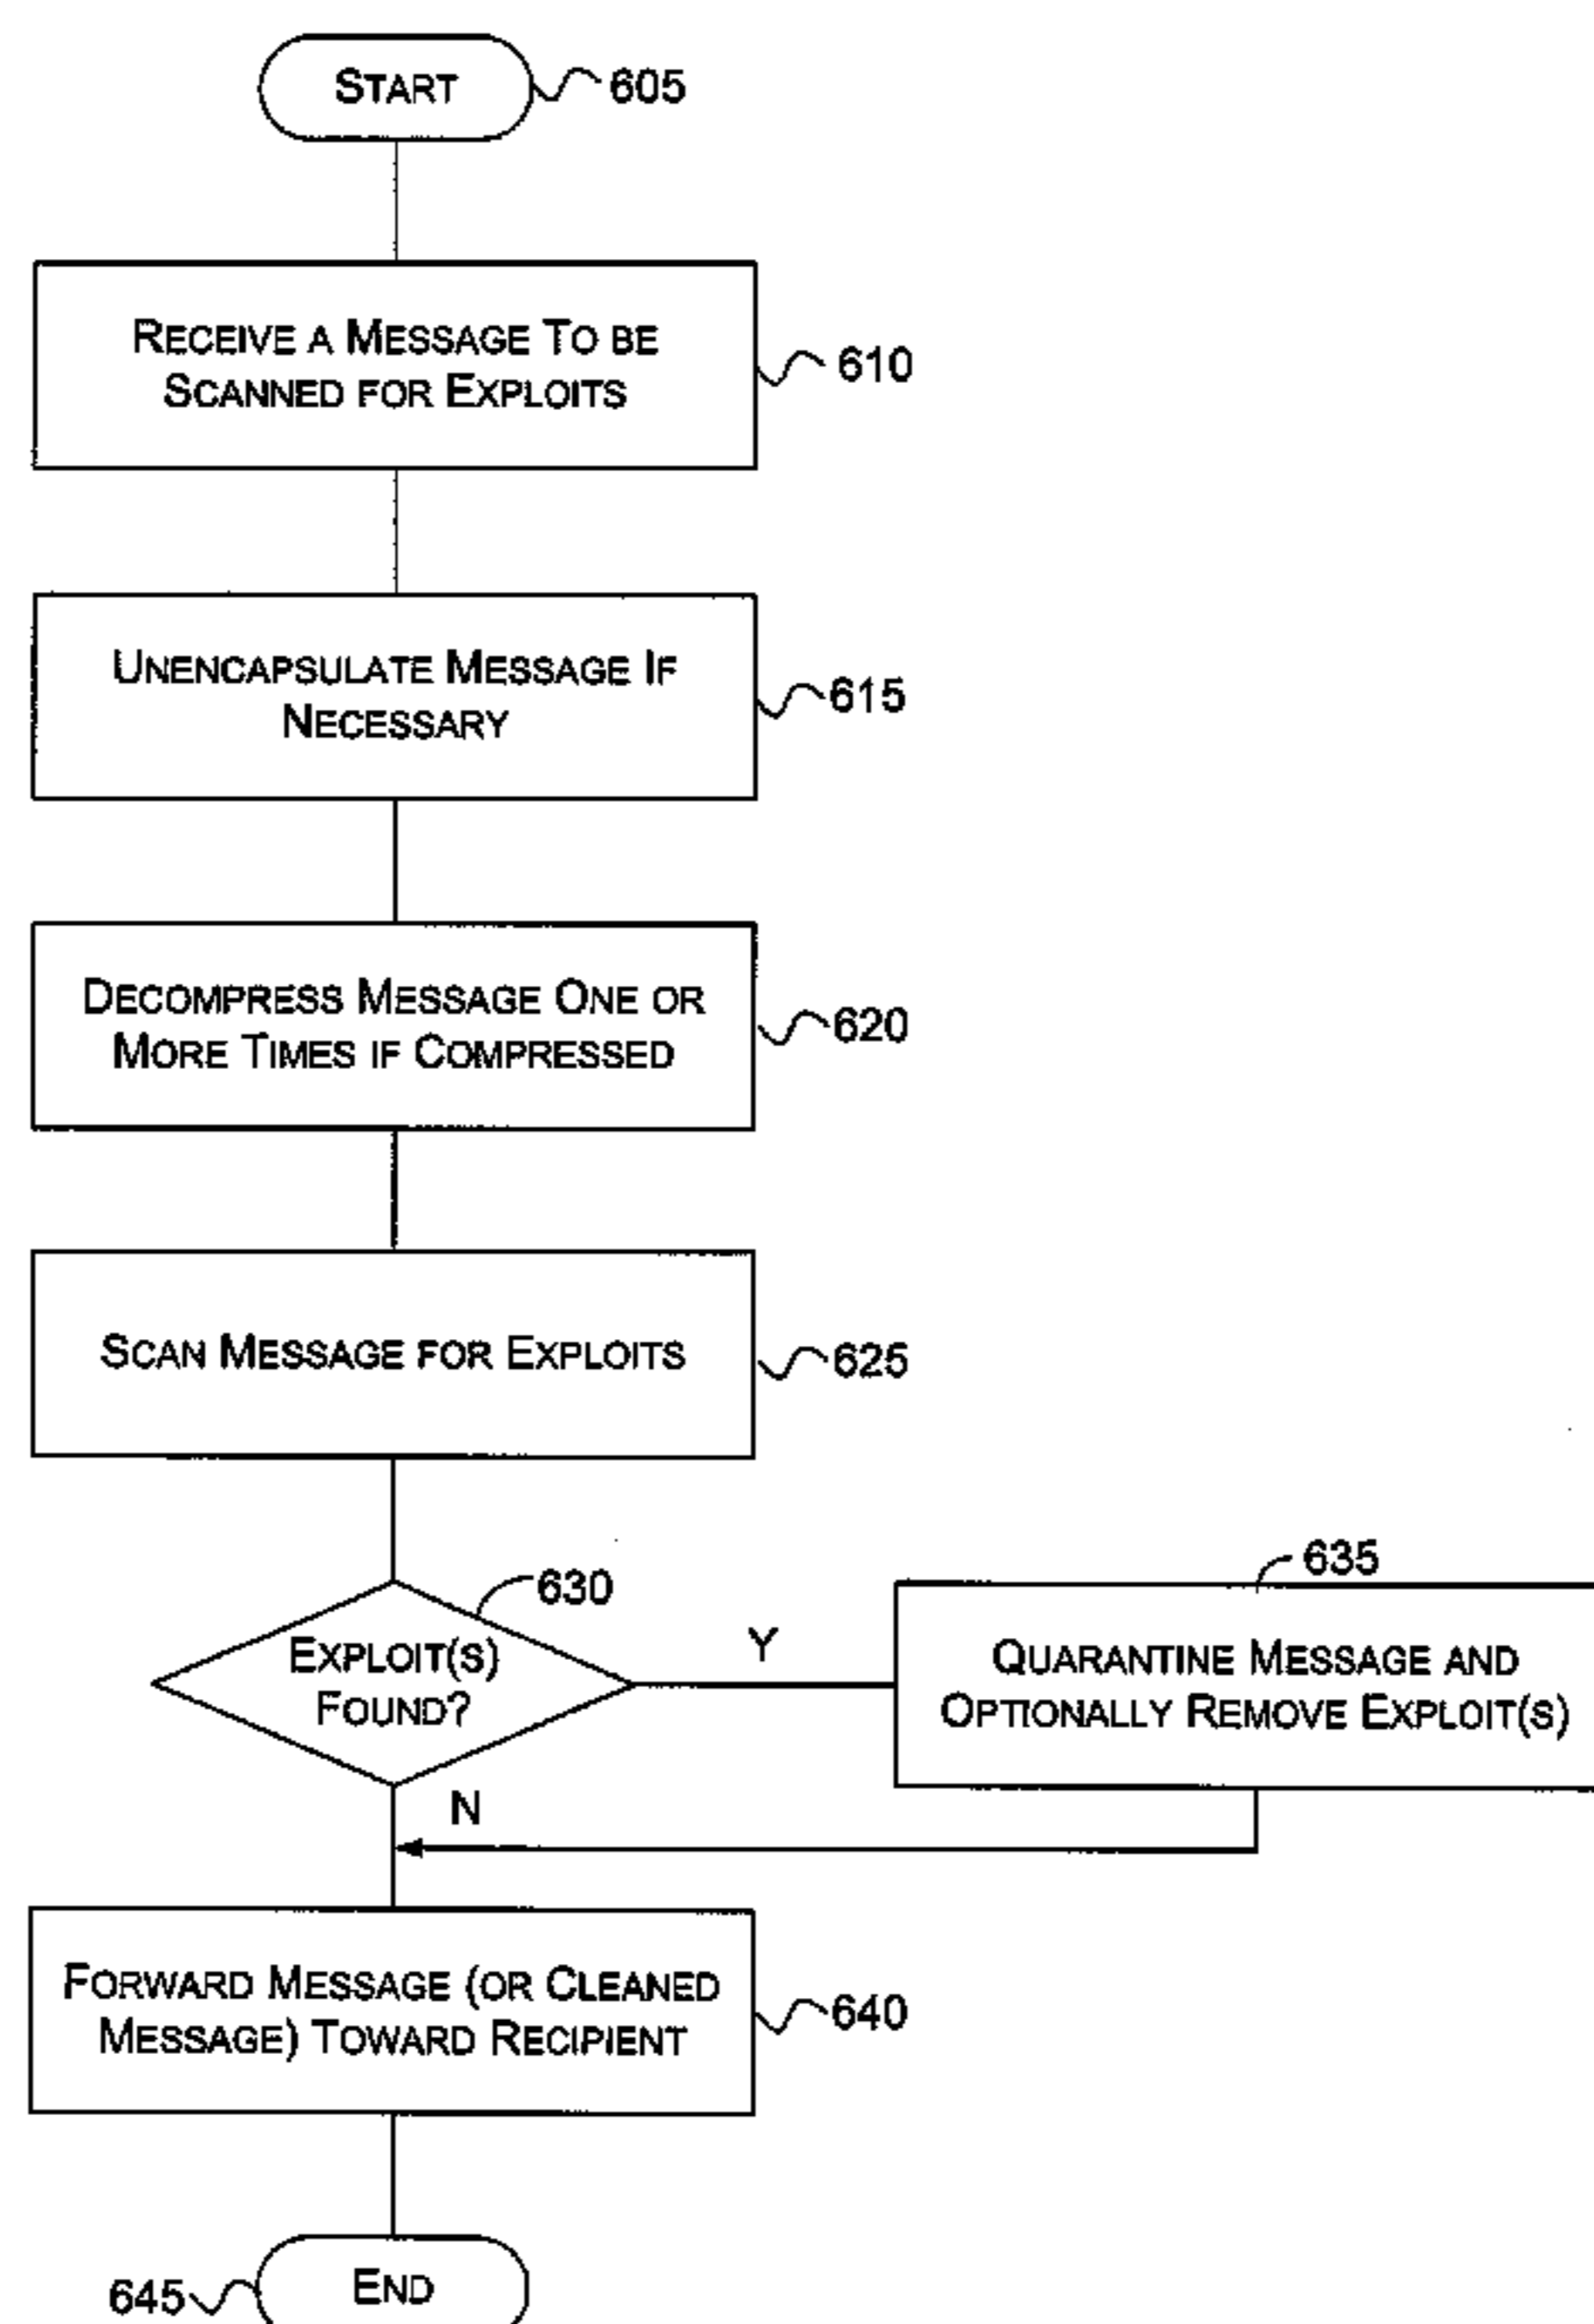 START
605
RECEIVE A MESSAGE TO BE
SCANNED FOR EXPLOITS
610
UNENCAPSULATE MESSAGE IF
NECESSARY
615
DECOMPRESS MESSAGE ONE OR
MORE TIMES IF COMPRESSED
620
SCAN MESSAGE FOR EXPLOITS
625
630
EXPLOIT(S)
FOUND?
Y
635
QUARANTINE MESSAGE AND
OPTIONALLY REMOVE EXPLOIT(S)
N
FORWARD MESSAGE (OR CLEANED
MESSAGE) TOWARD RECIPIENT
640
645
END